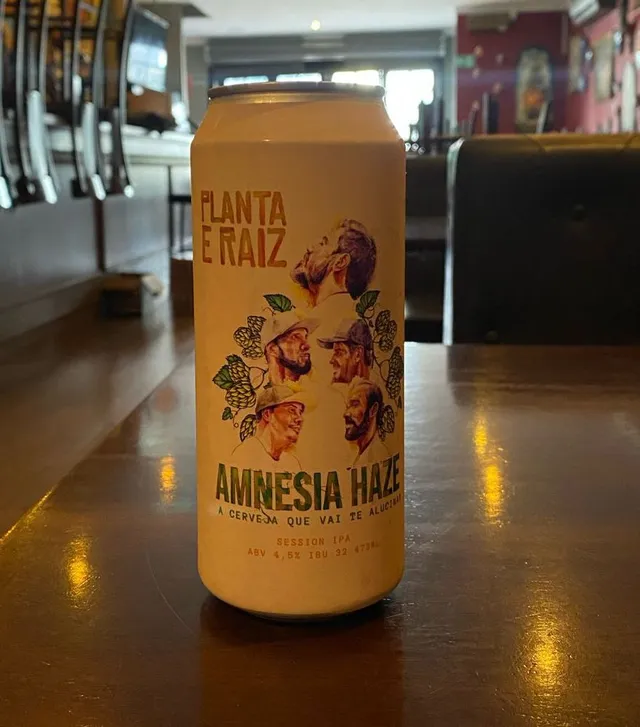 PLANTA
E RAIZ
AMNESIA HAZE
A CERVEJA QUE VAI TE ALUCINAR
SESSION IPA
ABV 4,5% IBU 32 473ML